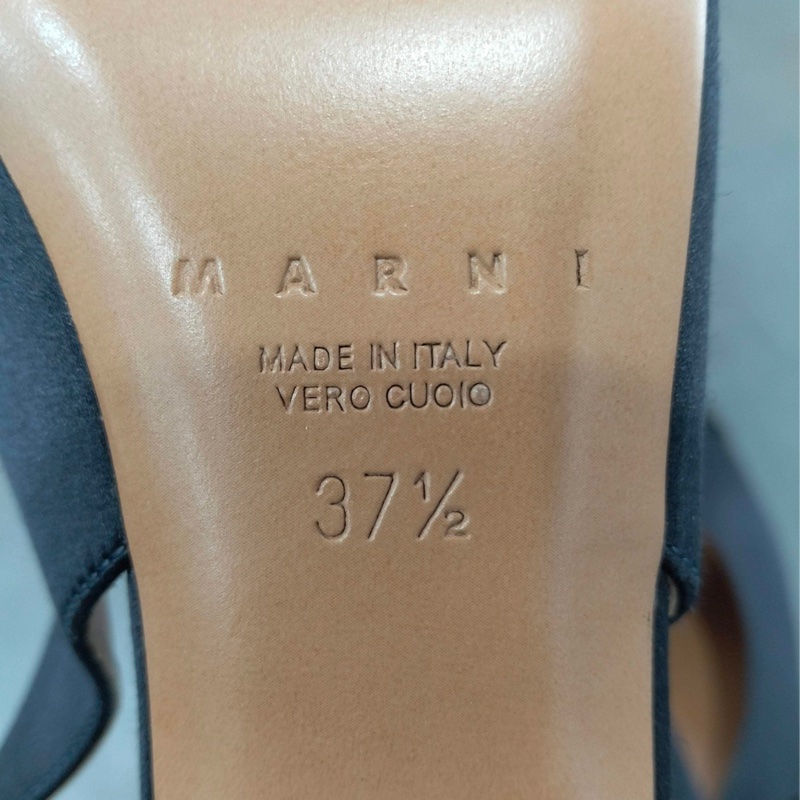 MARNI
MADE IN ITALY
VERO CUOIO
37½